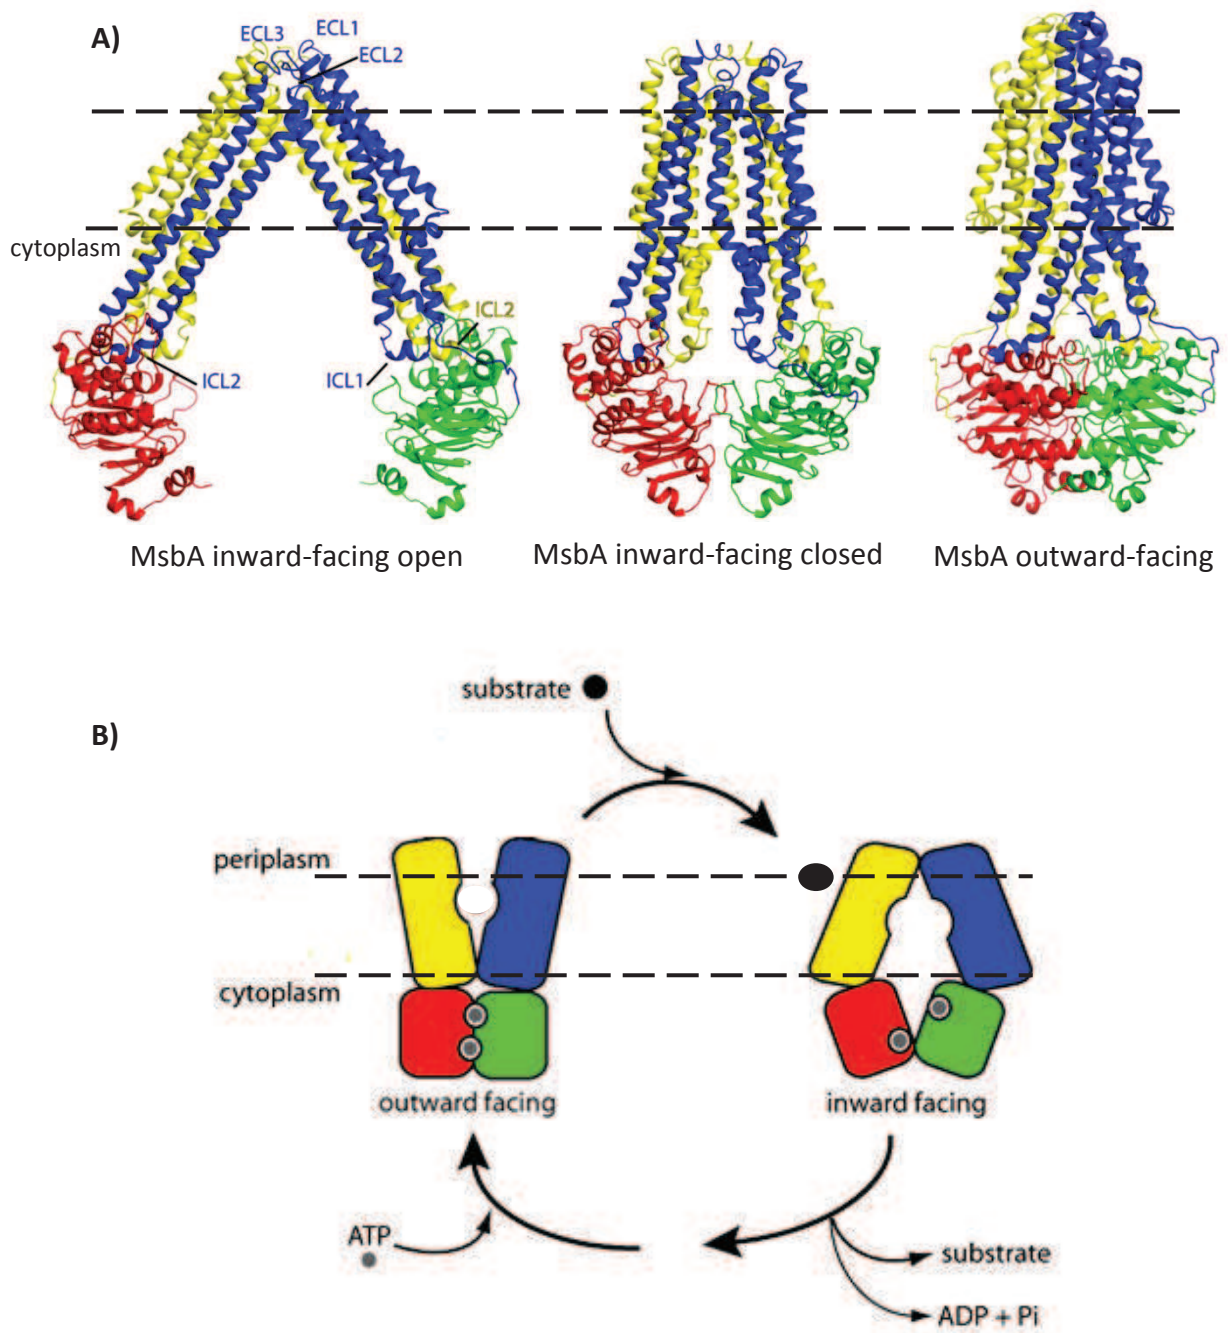 A)
ECL3
ECL1
ECL2
cytoplasm
ICL2
ICL2
ICL1
MsbA inward-facing open
MsbA inward-facing closed
MsbA outward-facing
substrate
B)
periplasm
cytoplasm
outward facing
inward facing
ATP
substrate
ADP + Pi